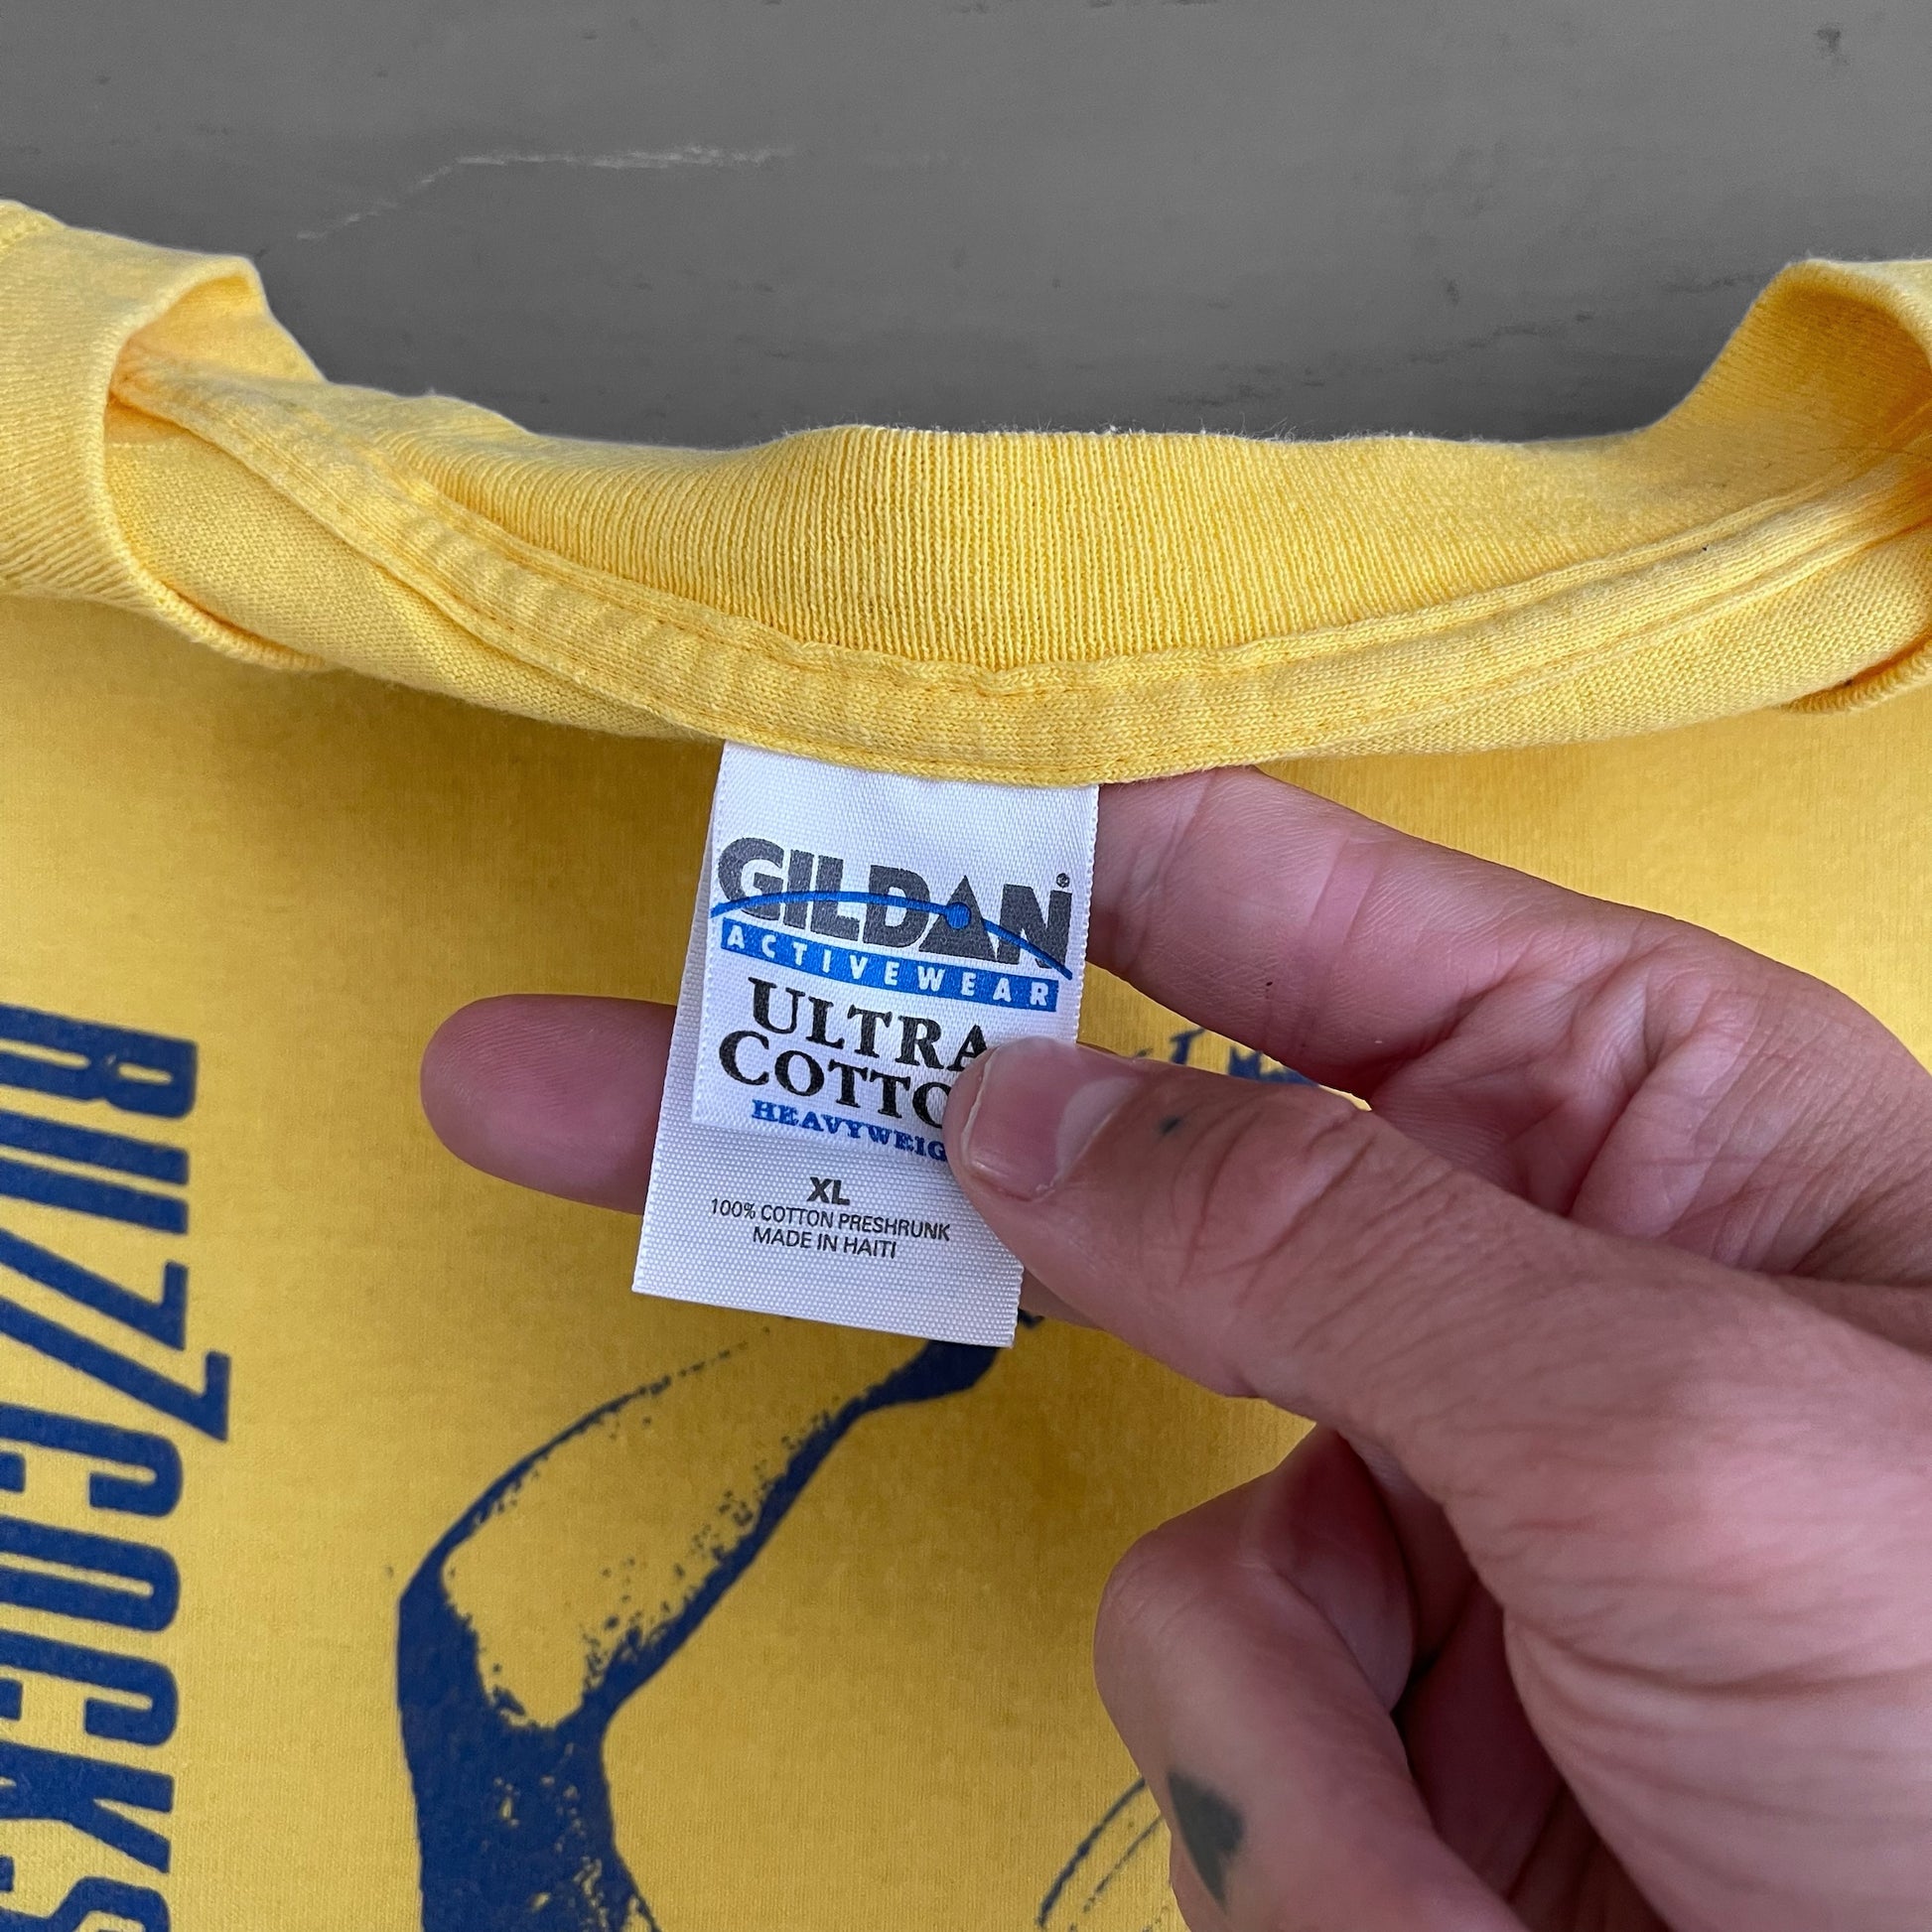 GILDAN®
ACTIVEWEAR
ULTRA
COTTO
HEAVYWEIG
XL
100% COTTON PRESHRUNK
MADE IN HAITI
BUZZCOCKS